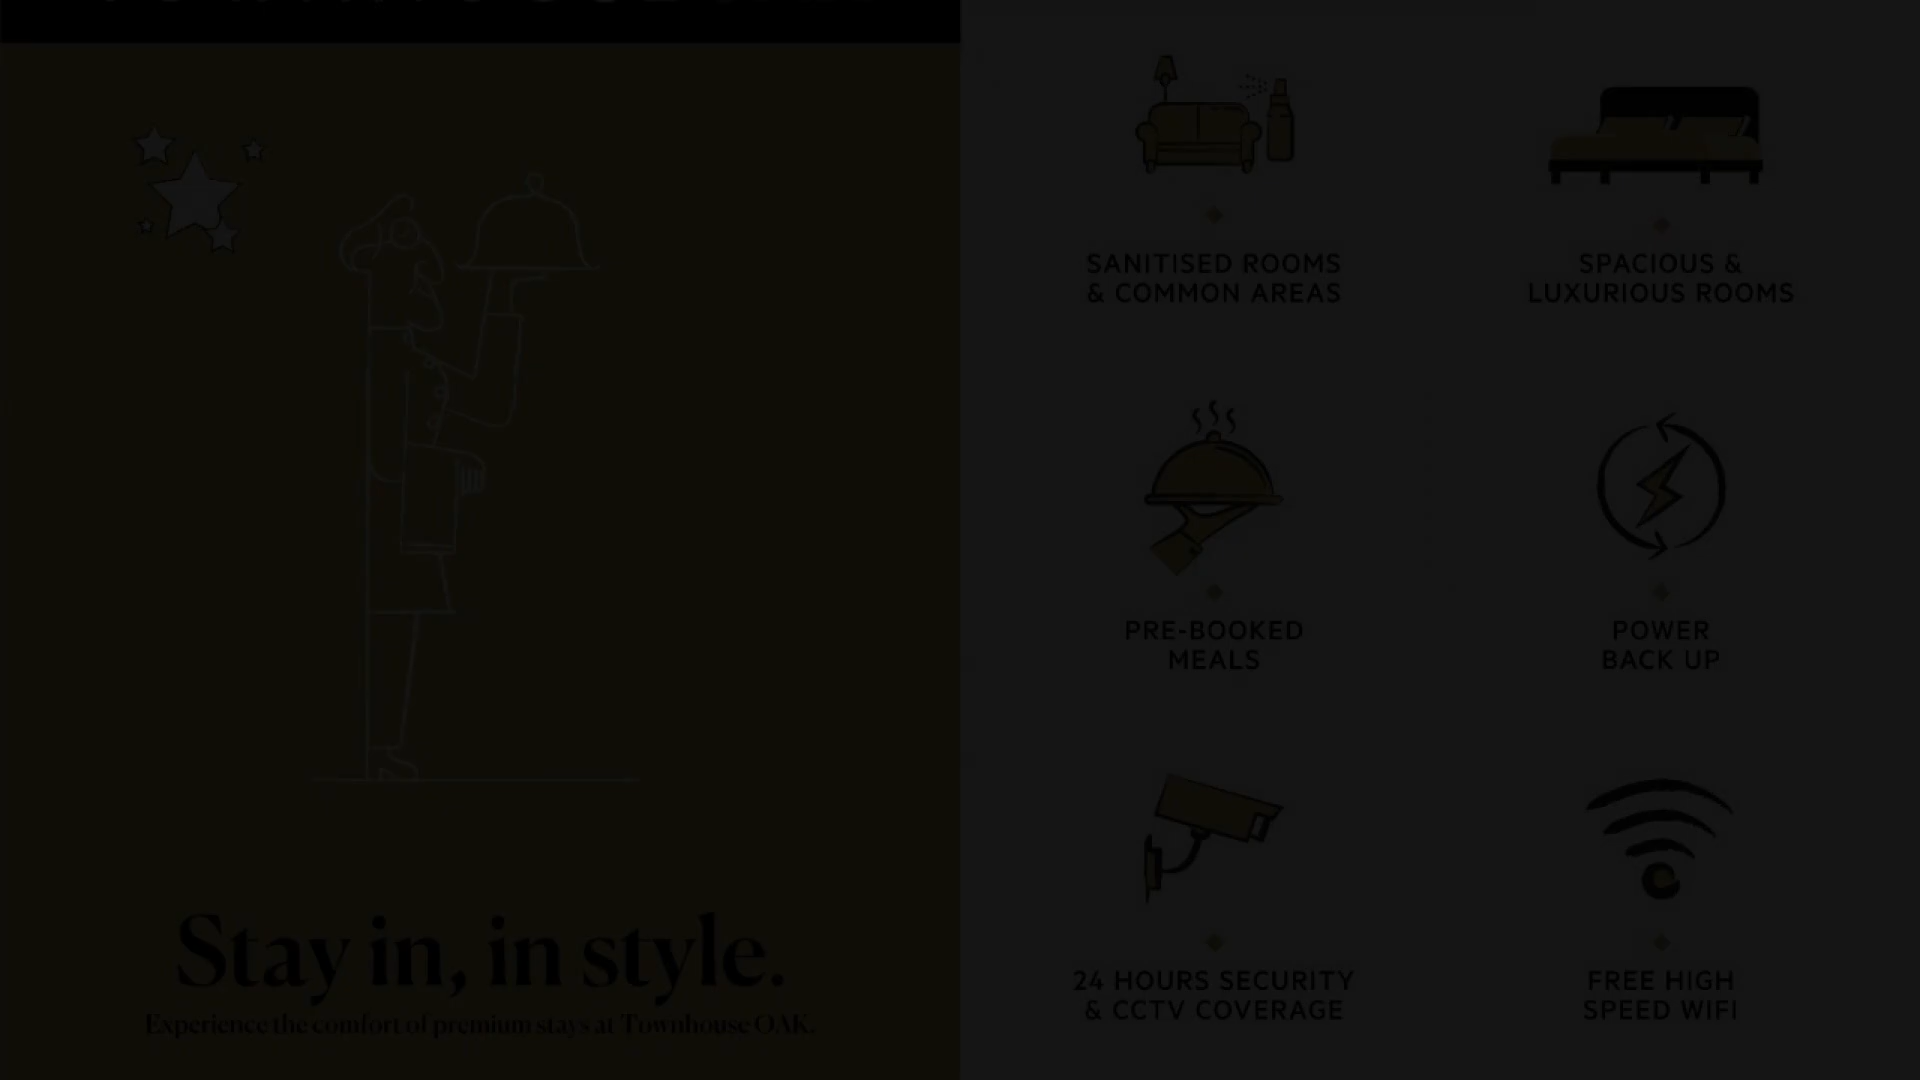 Stay in, in style.
Experience the comfort of premium stays at Townhouse OAK.
SANITISED ROOMS
& COMMON AREAS
SPACIOUS &
LUXURIOUS ROOMS
PRE-BOOKED
MEALS
POWER
BACK UP
24 HOURS SECURITY
& CCTV COVERAGE
FREE HIGH
SPEED WIFI